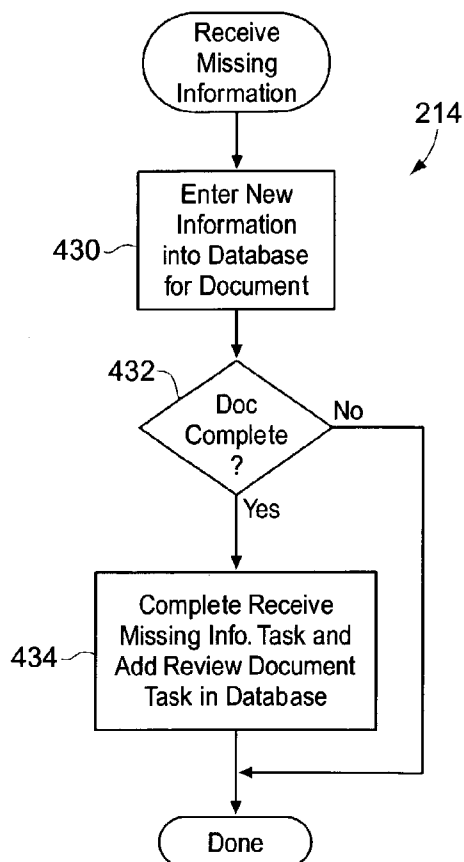 Receive
Missing
Information
214
Enter New
Information
into Database
for Document
430
432
Doc
Complete
?
No
Yes
Complete Receive
Missing Info. Task and
Add Review Document
Task in Database
434
Done